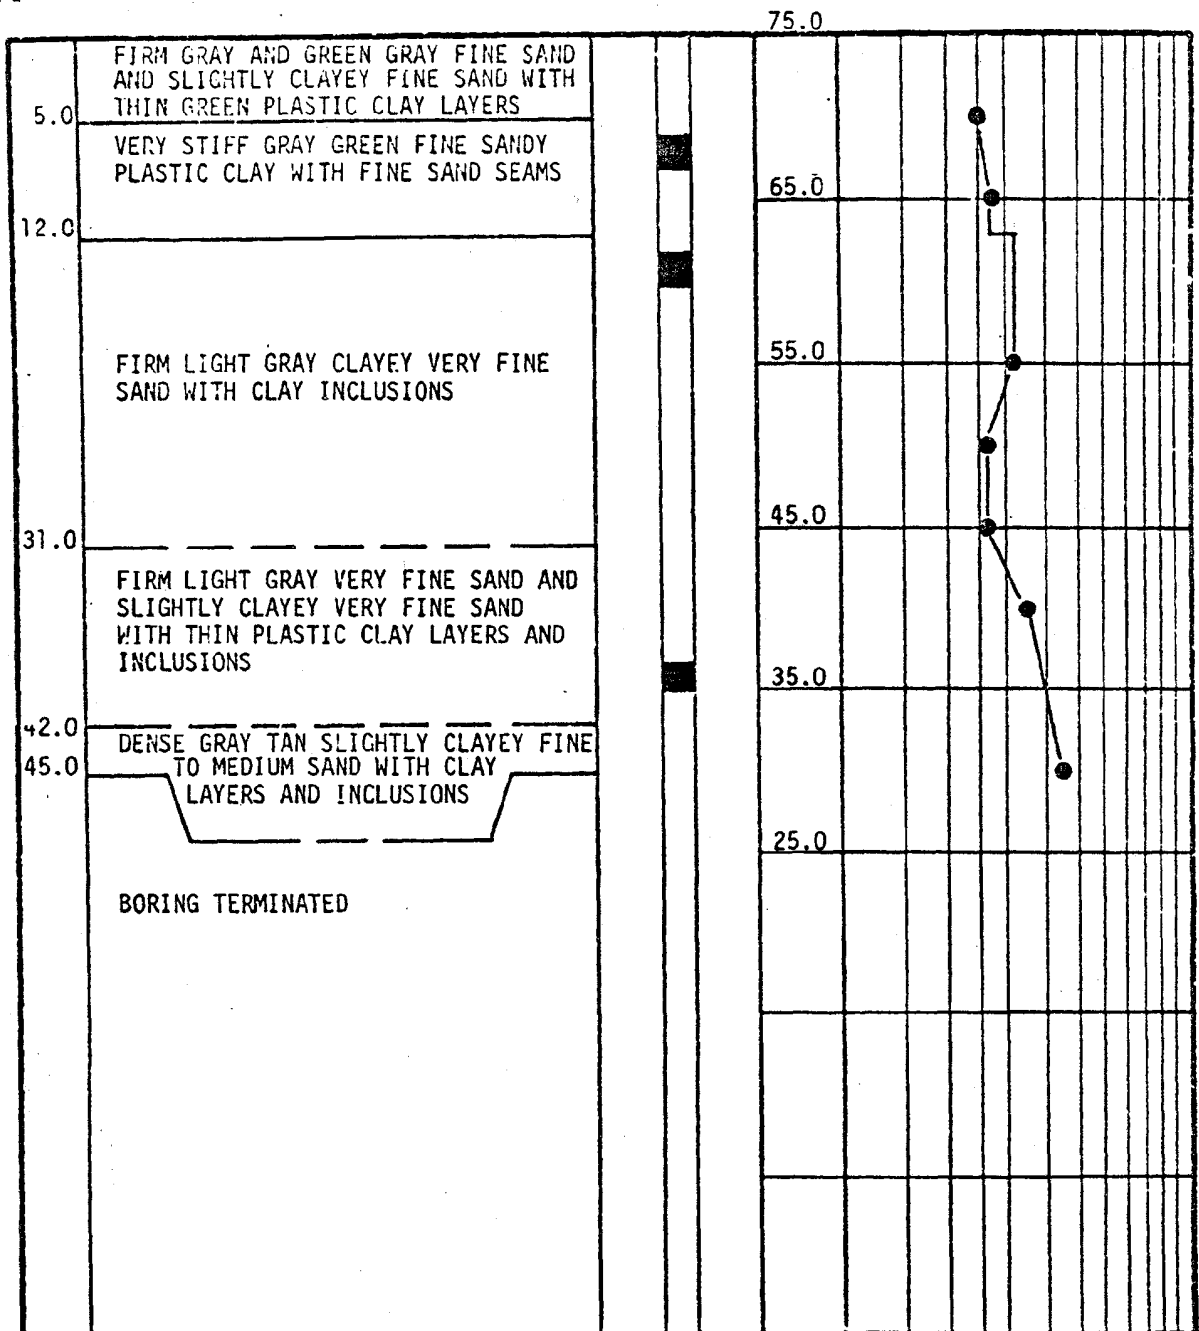 75.0
FIRM GRAY AND GREEN GRAY FINE SAND
AND SLIGHTLY CLAYEY FINE SAND WITH
THIN GREEN PLASTIC CLAY LAYERS
5.0
VERY STIFF GRAY GREEN FINE SANDY
PLASTIC CLAY WITH FINE SAND SEAMS
65.0
12.0
FIRM LIGHT GRAY CLAYEY VERY FINE
SAND WITH CLAY INCLUSIONS
55.0
45.0
31.0
FIRM LIGHT GRAY VERY FINE SAND AND
SLIGHTLY CLAYEY VERY FINE SAND
WITH THIN PLASTIC CLAY LAYERS AND
INCLUSIONS
35.0
42.0
DENSE GRAY TAN SLIGHTLY CLAYEY FINE
45.0
TO MEDIUM SAND WITH CLAY
LAYERS AND INCLUSIONS
25.0
BORING TERMINATED